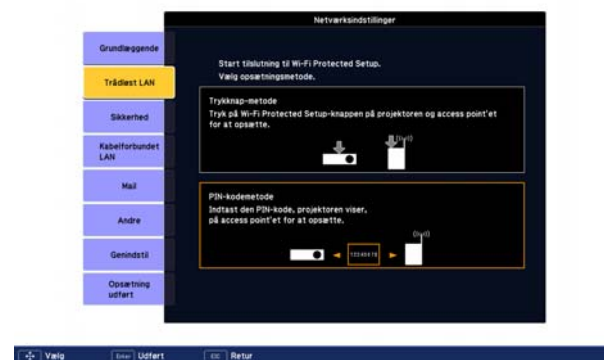 Netværksindstillinger
Grundlæggende
Trådløst LAN
Sikkerhed
Kabelforbundet
LAN
Mail
Andre
Genindstil
Opsætning
udført
Start tilslutning til Wi-Fi Protected Setup.
Vælg opsætningsmetode.
Trykknap-metode
Tryk på Wi-Fi Protected Setup-knappen på projektoren og access point'et
for at opsætte.
PIN-kodemetode
Indtast den PIN-kode, projektoren viser,
på access point'et for at opsætte.
12345678
Vælg
Enter Udført
ESC Retur